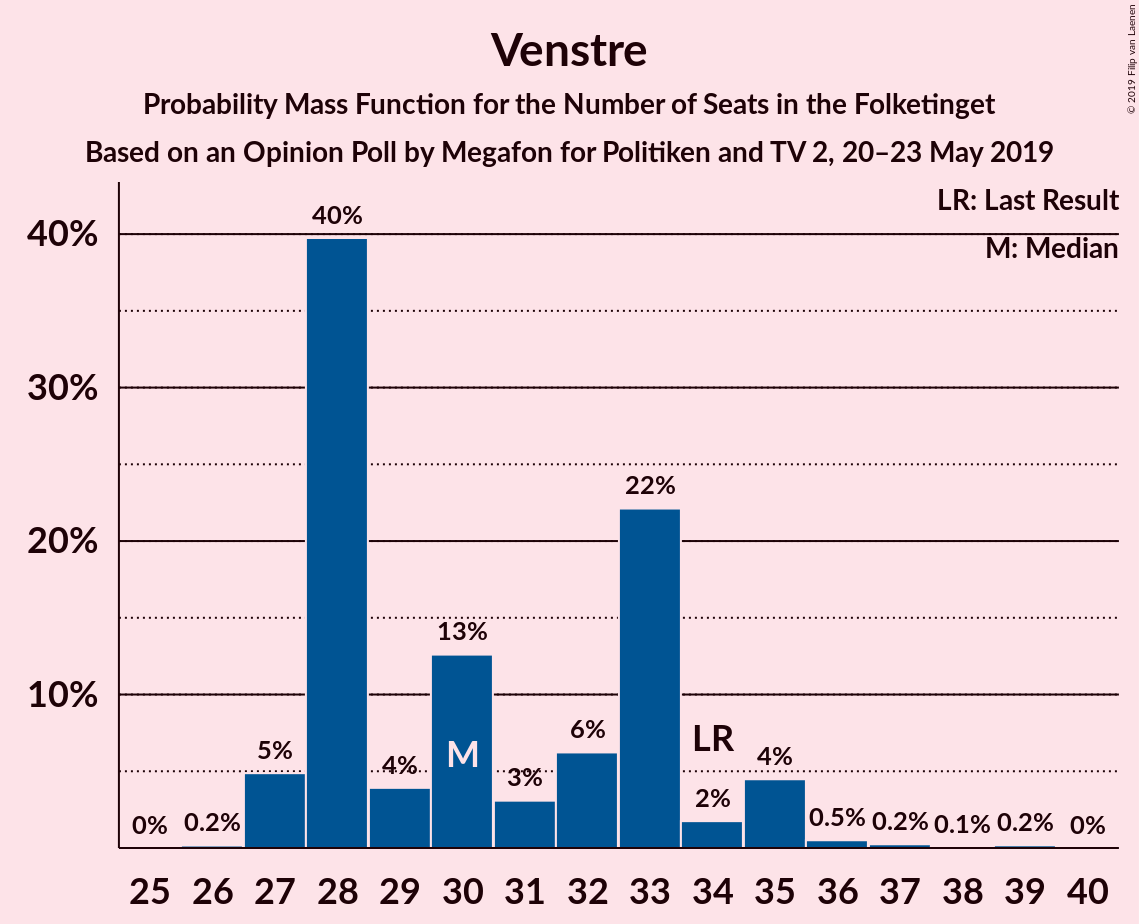 Venstre
Probability Mass Function for the Number of Seats in the Folketinget
Based on an Opinion Poll by Megafon for Politiken and TV 2, 20–23 May 2019
© 2019 Filip van Laenen
LR: Last Result
M: Median
40%
30%
20%
10%
0%
0.2%
5%
40%
4%
13%
3%
6%
22%
2%
4%
0.5%
0.2%
0.1%
0.2%
0%
M
LR
25 26 27 28 29 30 31 32 33 34 35 36 37 38 39 40